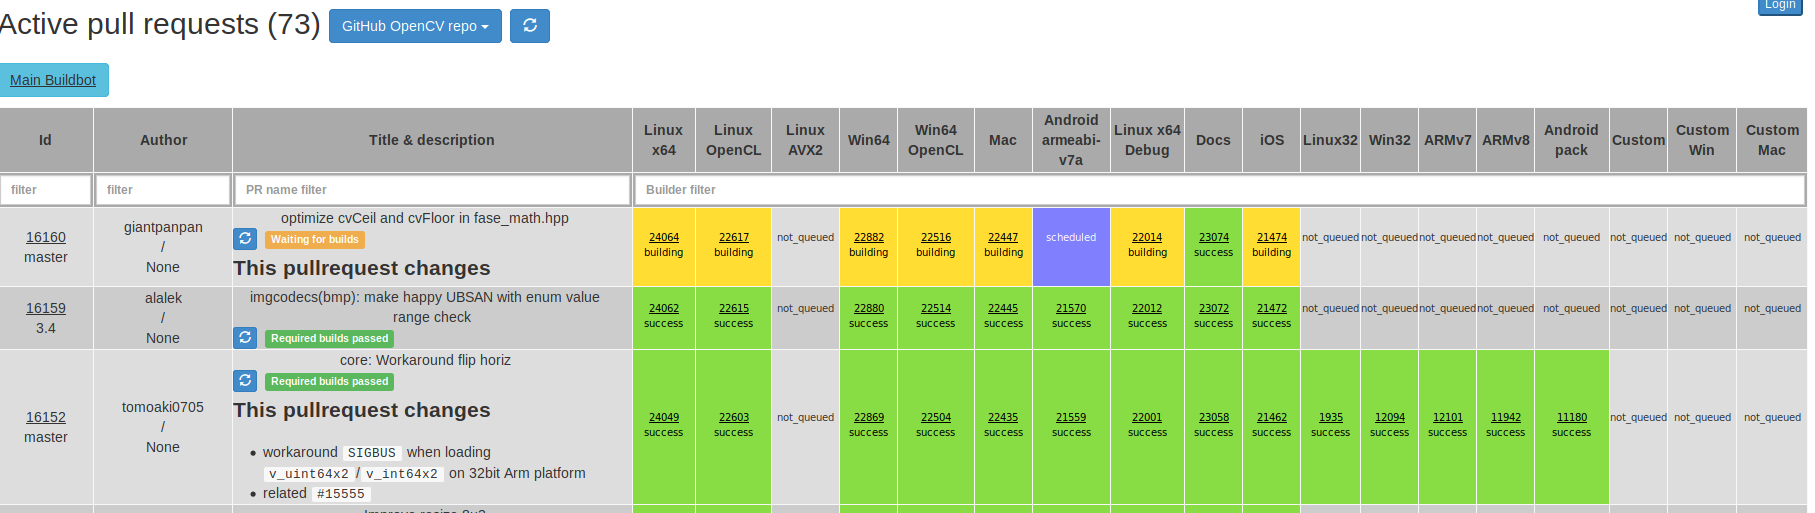 Login
Active pull requests (73) GitHub OpenCV repo
Main Buildbot
Id Author Title & description Linux x64 Linux OpenCL Linux AVX2 Win64 Win64 OpenCL Mac Android armeabi-v7a Linux x64 Debug Docs iOS Linux32 Win32 ARMv7 ARMv8 Android pack Custom Custom Win Custom Mac
filter filter PR name filter Builder filter
16160
master
giantpanpan
/
None
optimize cvCeil and cvFloor in fase_math.hpp
Waiting for builds
This pullrequest changes
24064 22617 not_queued 22882 22516 22447 scheduled 22014 23074 21474 not_queued not_queued not_queued not_queued not_queued not_queued not_queued not_queued
building building building building building building success building
16159
3.4
alalek
/
None
imgcodecs(bmp): make happy UBSAN with enum value
range check
Required builds passed
24062 22615 not_queued 22880 22514 22445 21570 22012 23072 21472 not_queued not_queued not_queued not_queued not_queued not_queued not_queued not_queued
success success success success success success success success success
16152
master
tomoaki0705
/
None
core: Workaround flip horiz
Required builds passed
This pullrequest changes
• workaround SIGBUS when loading
v_uint64x2 / v_int64x2 on 32bit Arm platform
• related #15555
24049 22603 not_queued 22869 22504 22435 21559 22001 23058 21462 1935 12094 12101 11942 11180 not_queued not_queued not_queued
success success success success success success success success success success success success success success